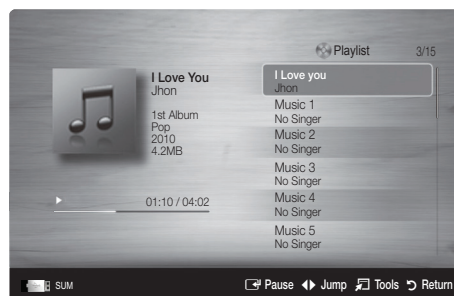 Playlist 3/15
I Love You
Jhon
1st Album
Pop
2010
4.2MB
01:10 / 04:02
I Love you
Jhon
Music 1
No Singer
Music 2
No Singer
Music 3
No Singer
Music 4
No Singer
Music 5
No Singer
SUM
Pause Jump Tools Return